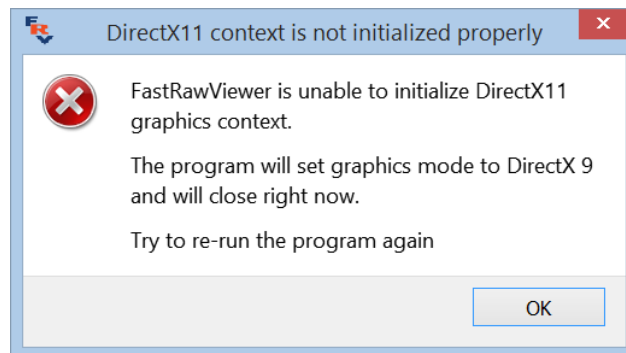 FRV
DirectX11 context is not initialized properly
FastRawViewer is unable to initialize DirectX11
graphics context.
The program will set graphics mode to DirectX 9
and will close right now.
Try to re-run the program again
OK